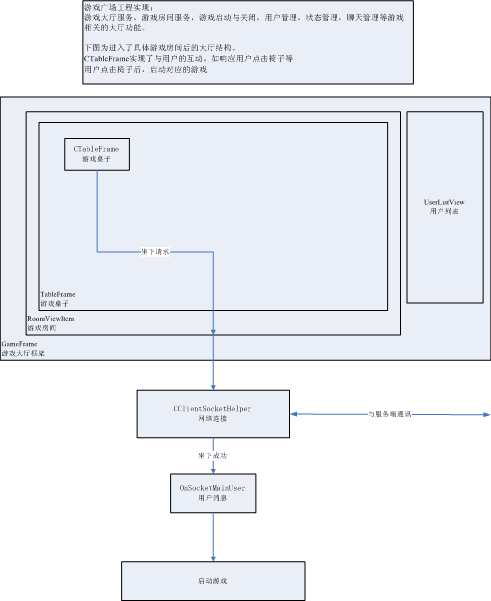 游戏广场工程实现:
游戏大厅服务,游戏房间服务,游戏启动与关闭,用户管理,状态管理,聊天管理等游戏
相关的大厅功能。
下图为进入了具体游戏房间后的大厅结构。
CTableFrame实现了与用户的互动,如响应用户点击椅子等
用户点击椅子后,启动对应的游戏
CTableFrame
游戏桌子
UserListView
用户列表
坐下请求
TableFrame
游戏桌子
RoomViewItem
游戏房间
GameFrame
游戏大厅框架
CClientSocketHelper
网络连接
与服务端通讯
坐下成功
OnSocketMainUser
用户消息
启动游戏